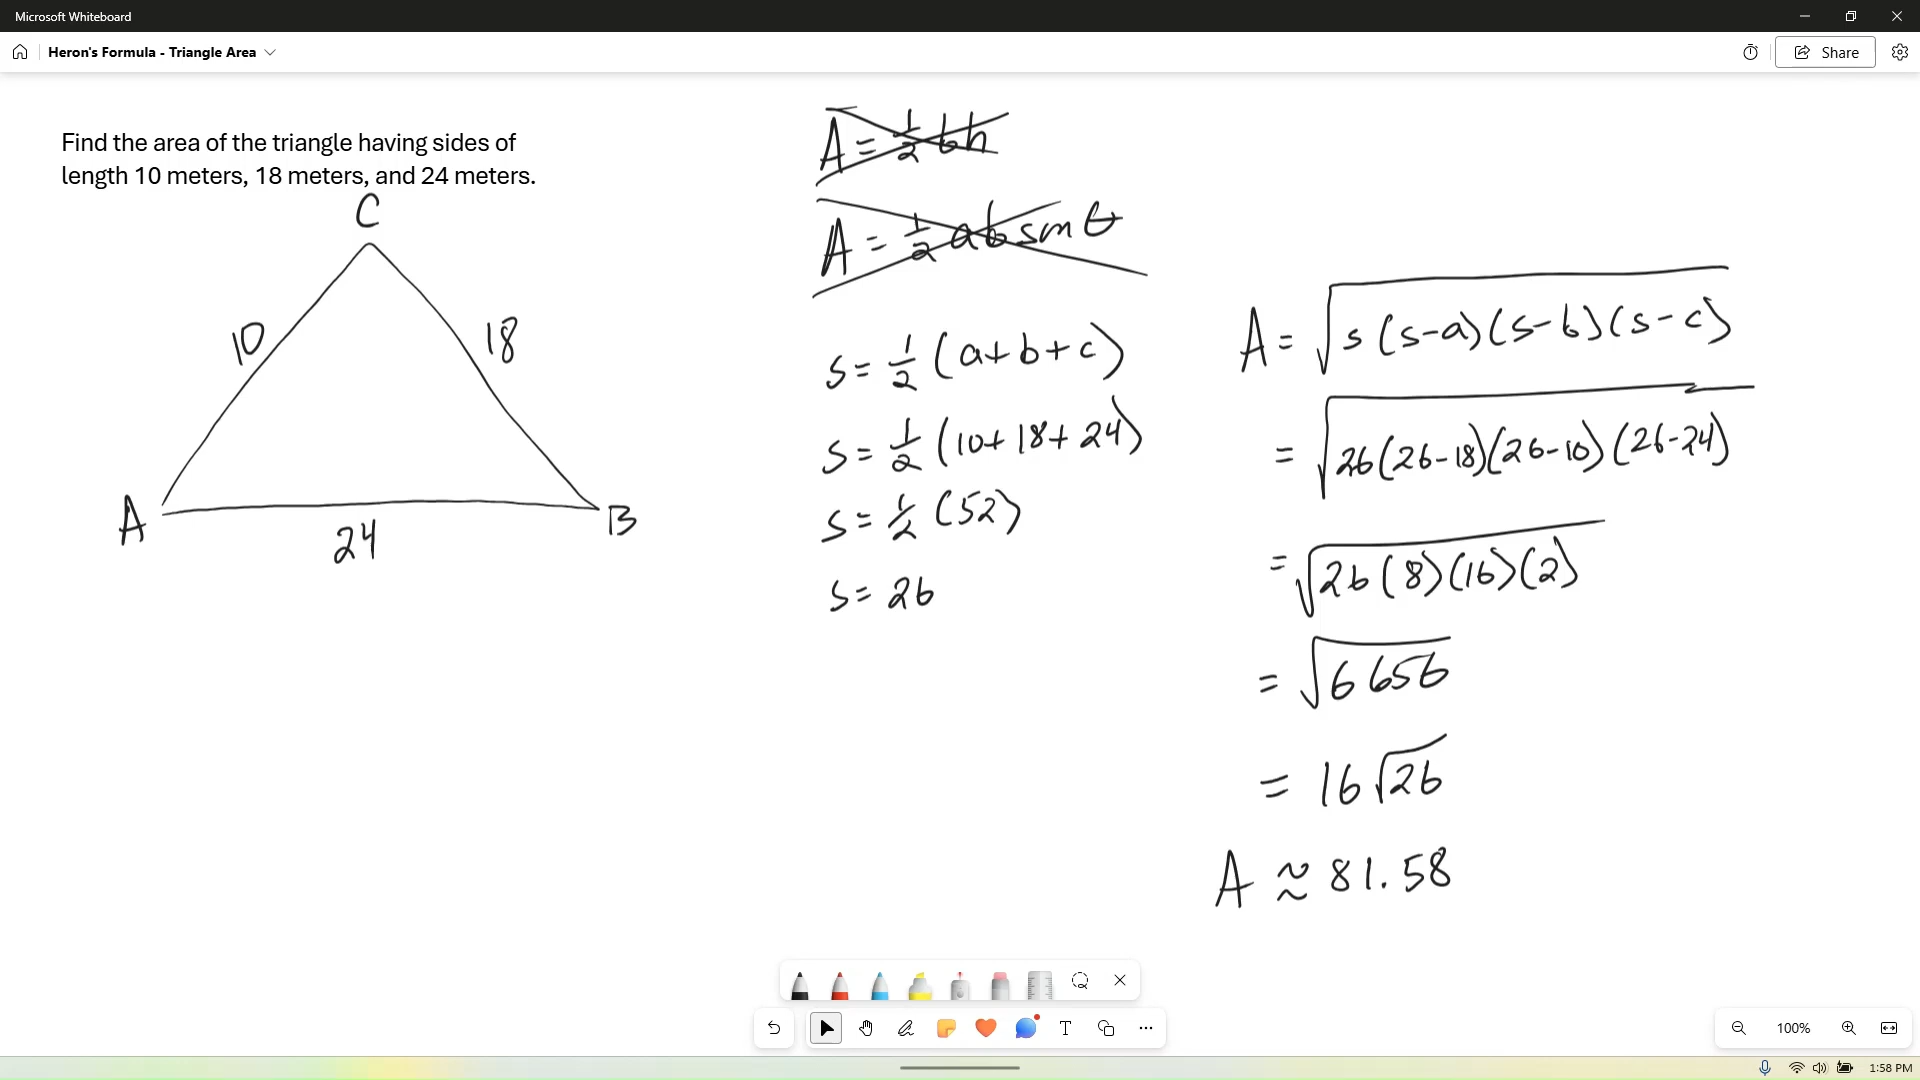 Microsoft Whiteboard
Heron's Formula - Triangle Area
Share
Find the area of the triangle having sides of
length 10 meters, 18 meters, and 24 meters.
C
10
18
A
B
24
A = 1/2 bh
A = 1/2 ab sin θ
s = 1/2 (a+b+c)
s = 1/2 (10+18+24)
s = 1/2 (52)
s = 26
A = √s(s-a)(s-b)(s-c)
= √26(26-18)(26-10)(26-24)
= √26(8)(16)(2)
= √6656
= 16√26
A ≈ 81.58
T
100%
1:58 PM